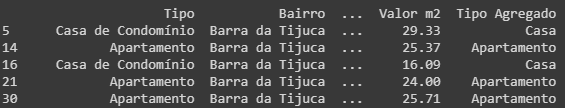 Tipo Bairro ... Valor m2 Tipo Agregado
5 Casa de Condomínio Barra da Tijuca ... 29.33 Casa
14 Apartamento Barra da Tijuca ... 25.37 Apartamento
16 Casa de Condomínio Barra da Tijuca ... 16.09 Casa
21 Apartamento Barra da Tijuca ... 24.00 Apartamento
30 Apartamento Barra da Tijuca ... 25.71 Apartamento